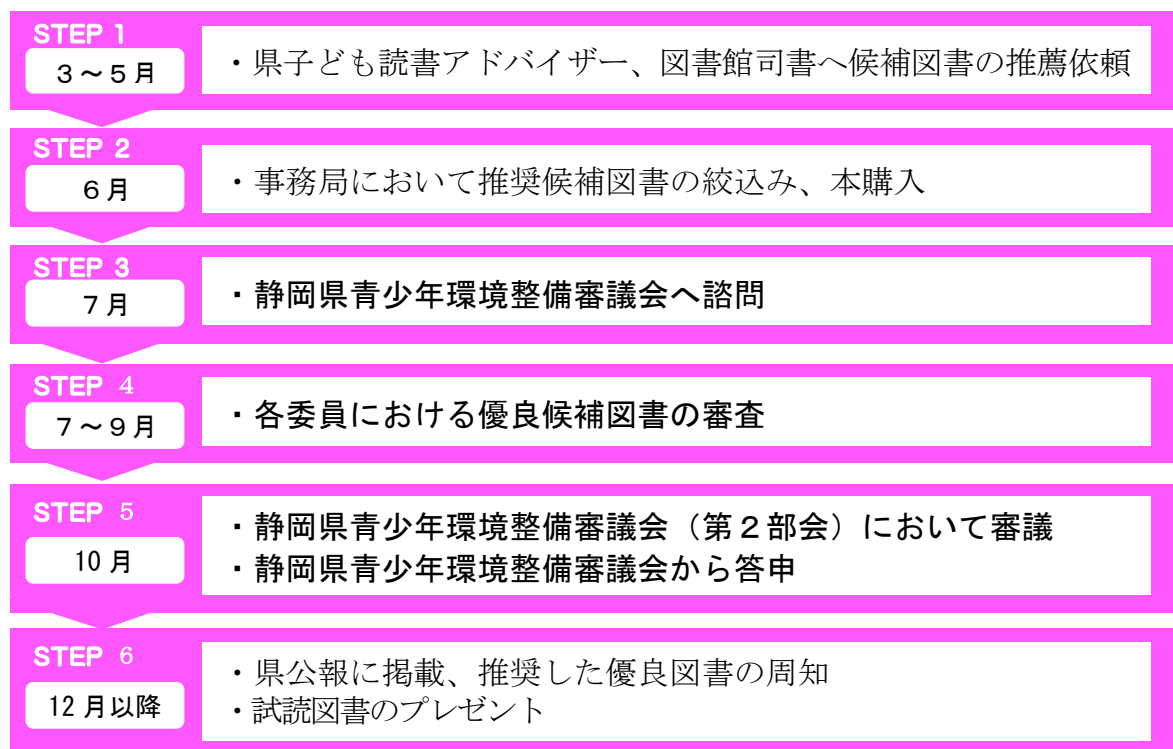 STEP 1
3～5月
・県子ども読書アドバイザー、図書館司書へ候補図書の推薦依頼
STEP 2
6月
・事務局において推奨候補図書の絞込み、本購入
STEP 3
7月
・静岡県青少年環境整備審議会へ諮問
STEP 4
7～9月
・各委員における優良候補図書の審査
STEP 5
10月
・静岡県青少年環境整備審議会（第２部会）において審議
・静岡県青少年環境整備審議会から答申
STEP 6
12月以降
・県公報に掲載、推奨した優良図書の周知
・試読図書のプレゼント